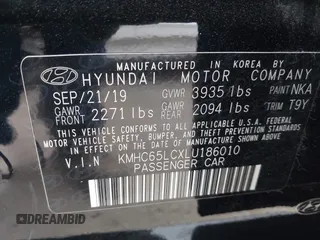 MANUFACTURED IN KOREA BY
HYUNDAI MOTOR COMPANY
SEP/21/19 GVWR 3935 lbs PAINT NKA
GAWR FRONT 2271 lbs GAWR REAR 2094 lbs TRIM T9Y
THIS VEHICLE CONFORMS TO ALL APPLICABLE U.S. FEDERAL
MOTOR VEHICLE SAFETY, BUMPER, AND THEFT PREVENTION
STANDARDS IN EFFECT ON THE DATE OF MANUFACTURE SHOWN ABOVE.
V.I.N KMHC65LCXLU186010
PASSENGER CAR
DREAMBID